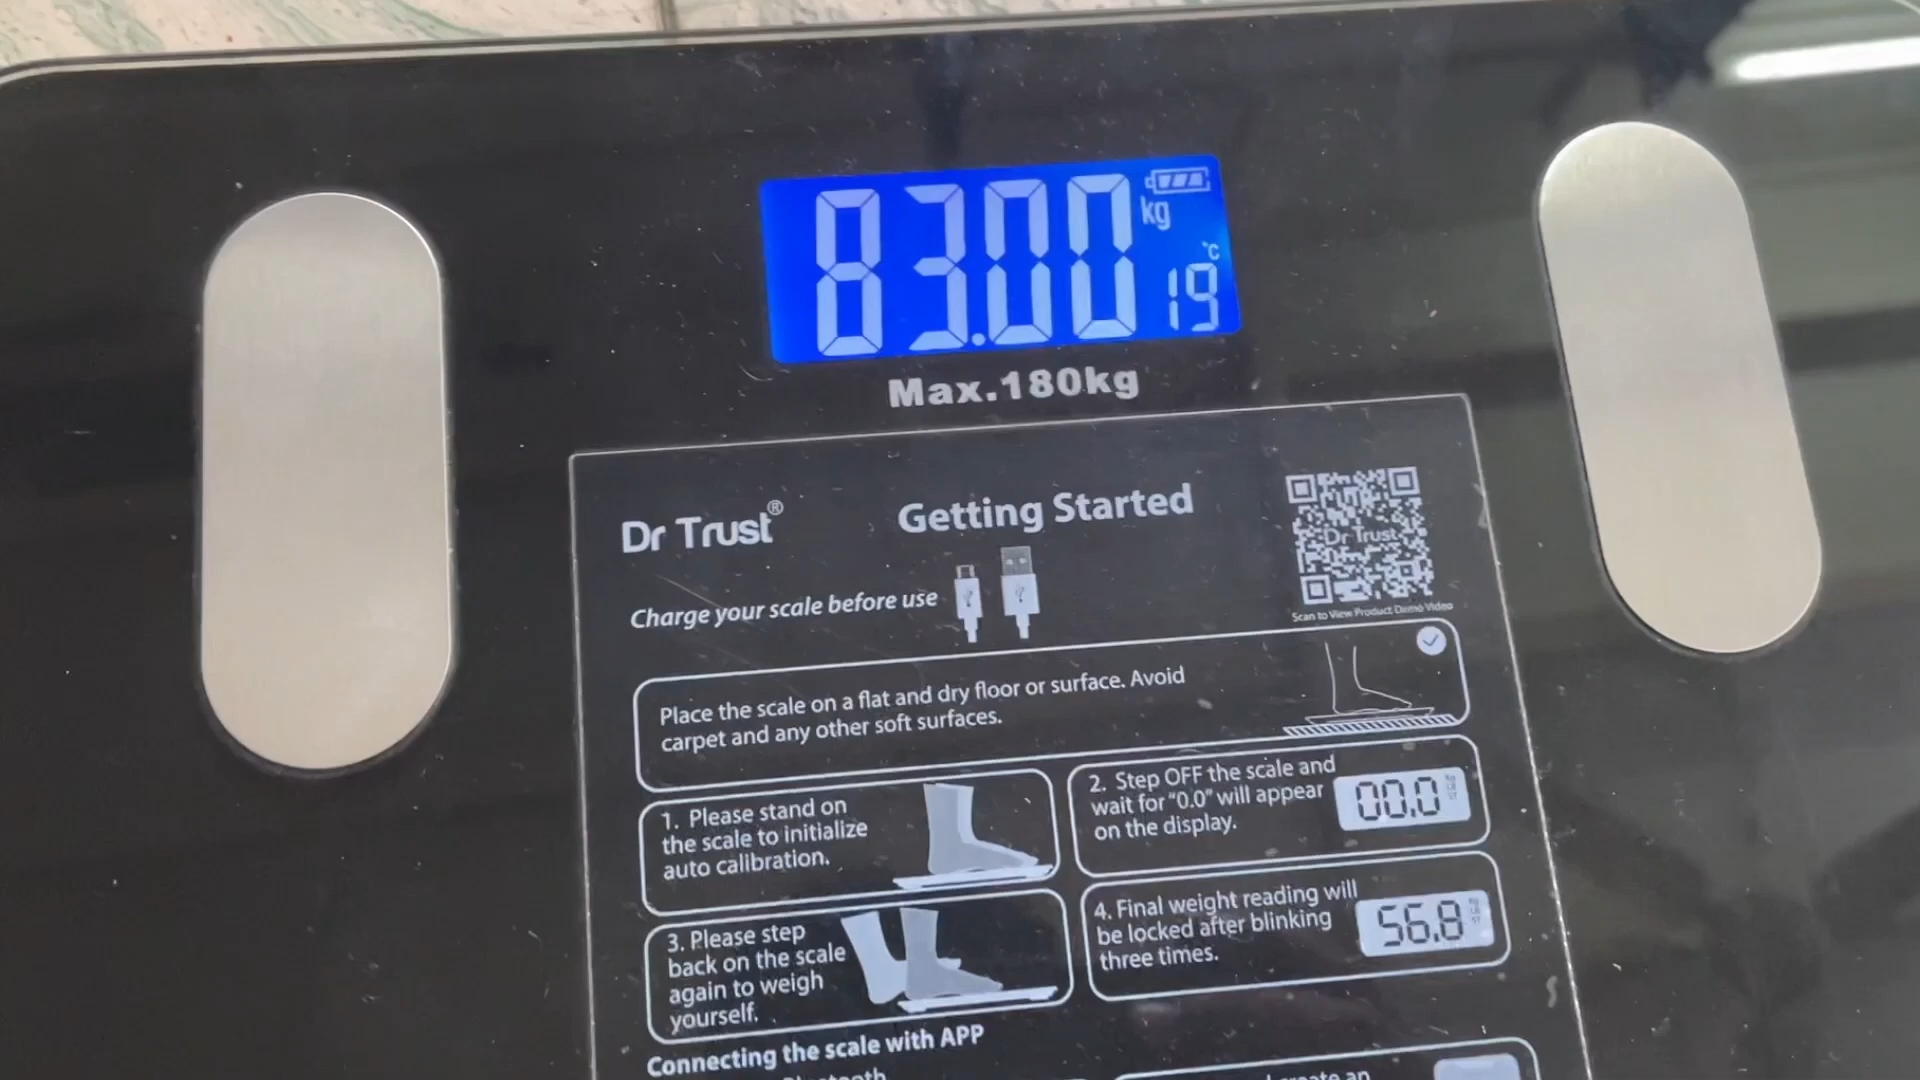 83.00 kg
°C
19
Max.180kg
Dr Trust®
Getting Started
Dr Trust
Charge your scale before use
Scan to View Product Demo Video
Place the scale on a flat and dry floor or surface. Avoid
carpet and any other soft surfaces.
1. Please stand on
the scale to initialize
auto calibration.
2. Step OFF the scale and
wait for "0.0" will appear
on the display.
00.0
3. Please step
back on the scale
again to weigh
yourself.
4. Final weight reading will
be locked after blinking
three times.
56.8
Connecting the scale with APP